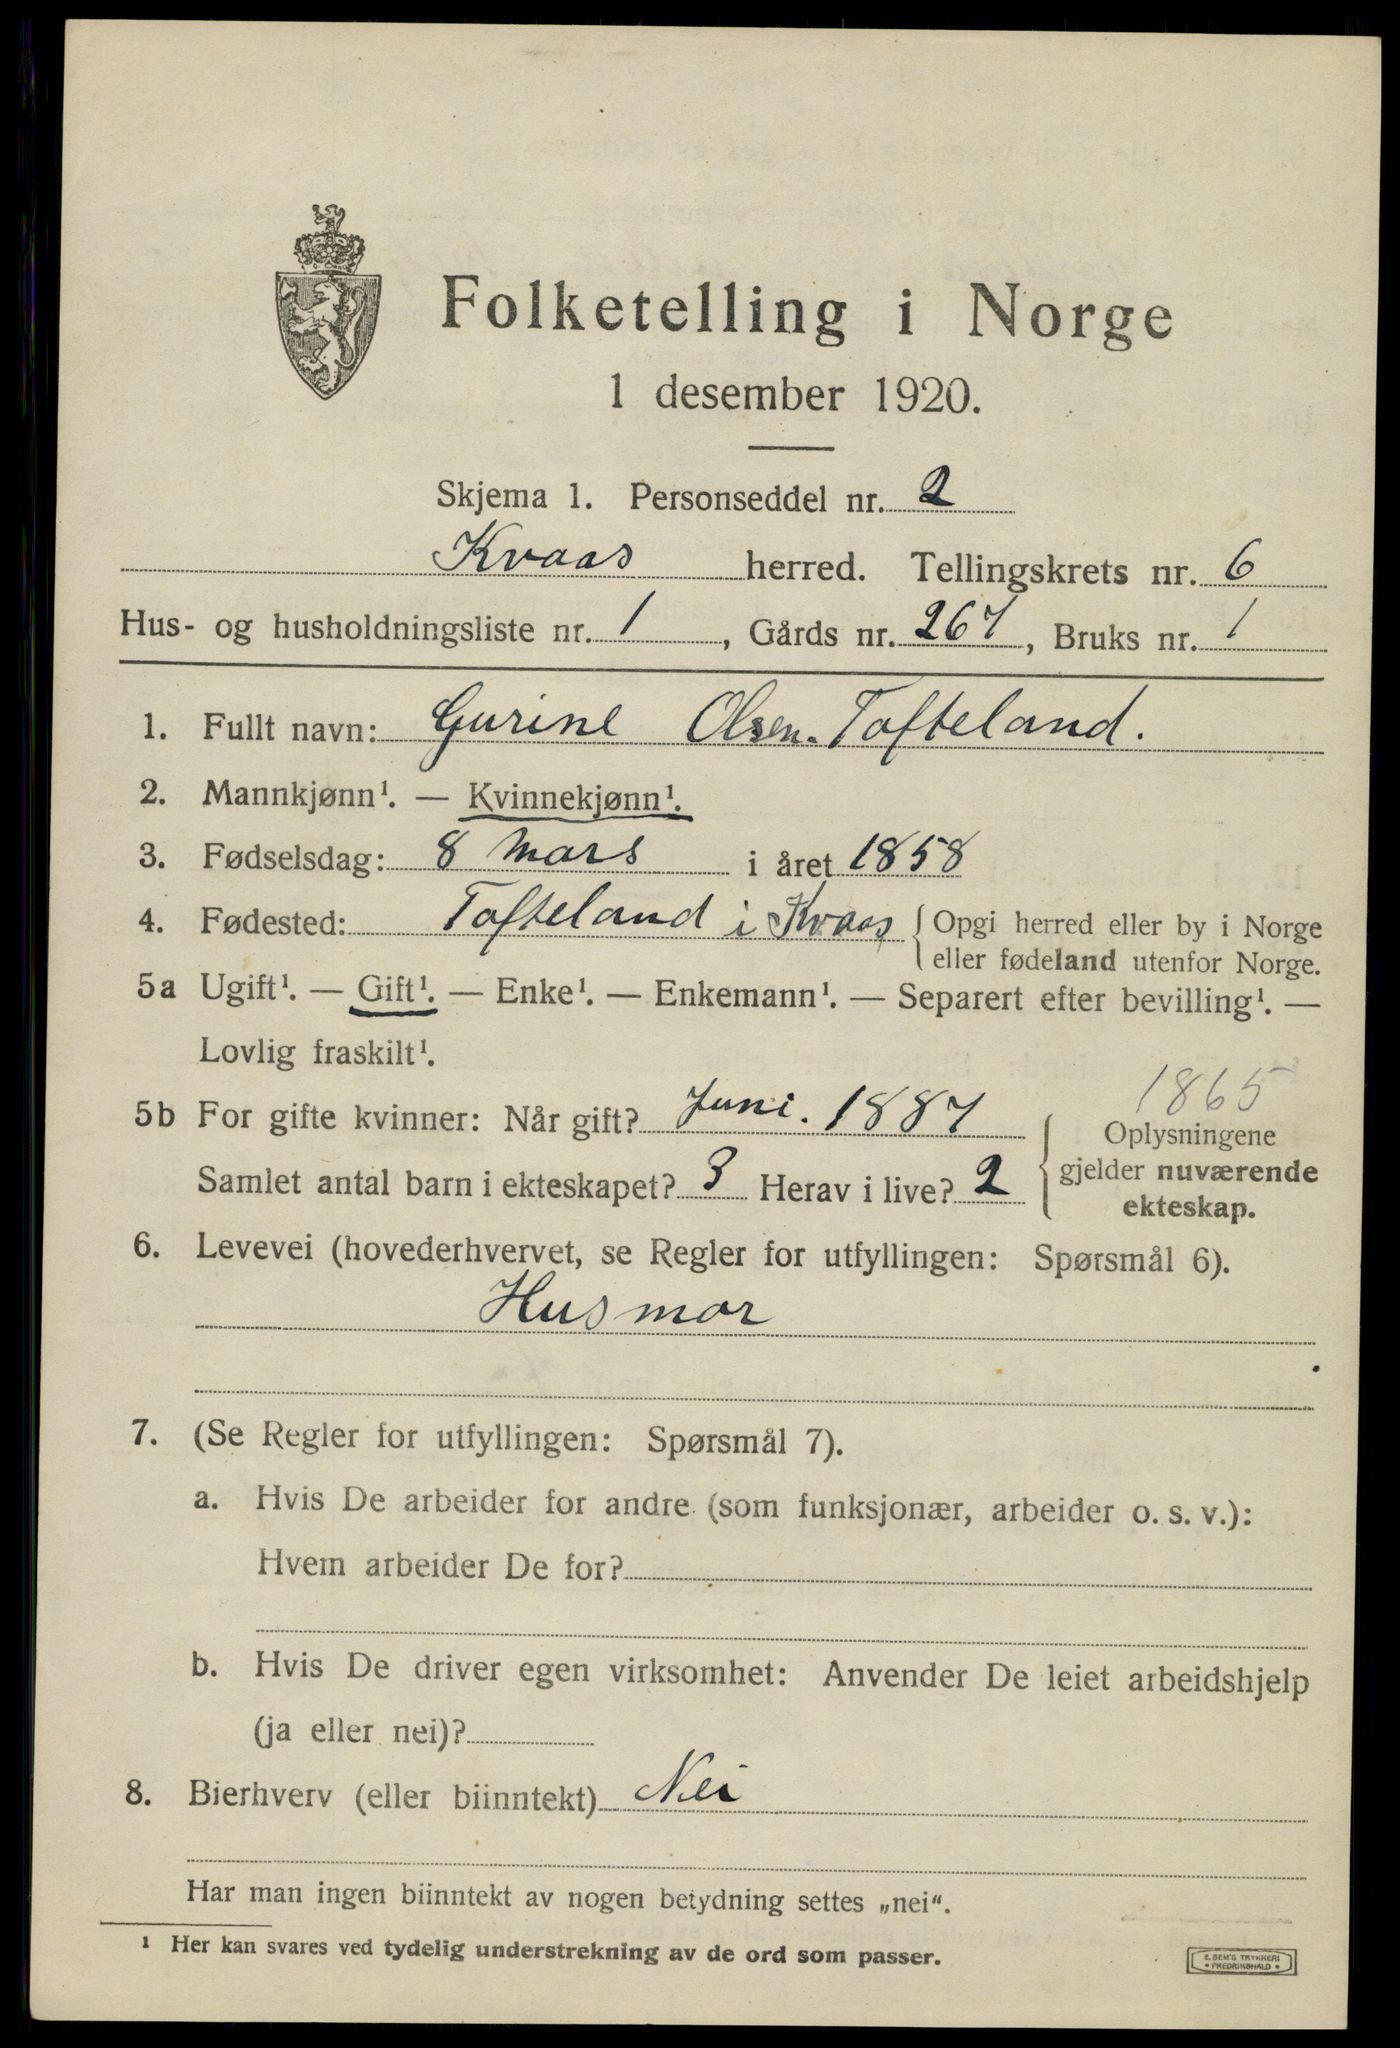 Folketelling i Norge
1 desember 1920.
Skjema 1. Personseddel nr. 2
Kvaas herred. Tellingskrets nr. 6
Hus- og husholdningsliste nr. 1, Gårds nr. 267, Bruks nr. 1
1. Fullt navn: Gurine Olsen. Tofteland.
2. Mannkjønn¹. — Kvinnekjønn¹.
3. Fødselsdag: 8 Mars i året 1858
4. Fødested: Tofteland i Kvaas { Opgi herred eller by i Norge
eller fødeland utenfor Norge.
5a Ugift¹. — Gift¹. — Enke¹. — Enkemann¹. — Separert efter bevilling¹. —
Lovlig fraskilt¹.
1865
5b For gifte kvinner: Når gift? Juni. 1887 { Oplysningene
Samlet antal barn i ekteskapet? 3 Herav i live? 2 gjelder nuværende
ekteskap.
6. Levevei (hovederhvervet, se Regler for utfyllingen: Spørsmål 6).
Husmor
7. (Se Regler for utfyllingen: Spørsmål 7).
a. Hvis De arbeider for andre (som funksjonær, arbeider o. s. v.):
Hvem arbeider De for?
b. Hvis De driver egen virksomhet: Anvender De leiet arbeidshjelp
(ja eller nei)?
8. Bierhverv (eller biinntekt) Nei
Har man ingen biinntekt av nogen betydning settes „nei“.
¹ Her kan svares ved tydelig understrekning av de ord som passer.
E. SEM'S TRYKKERI
• FREDRIKSHALD •